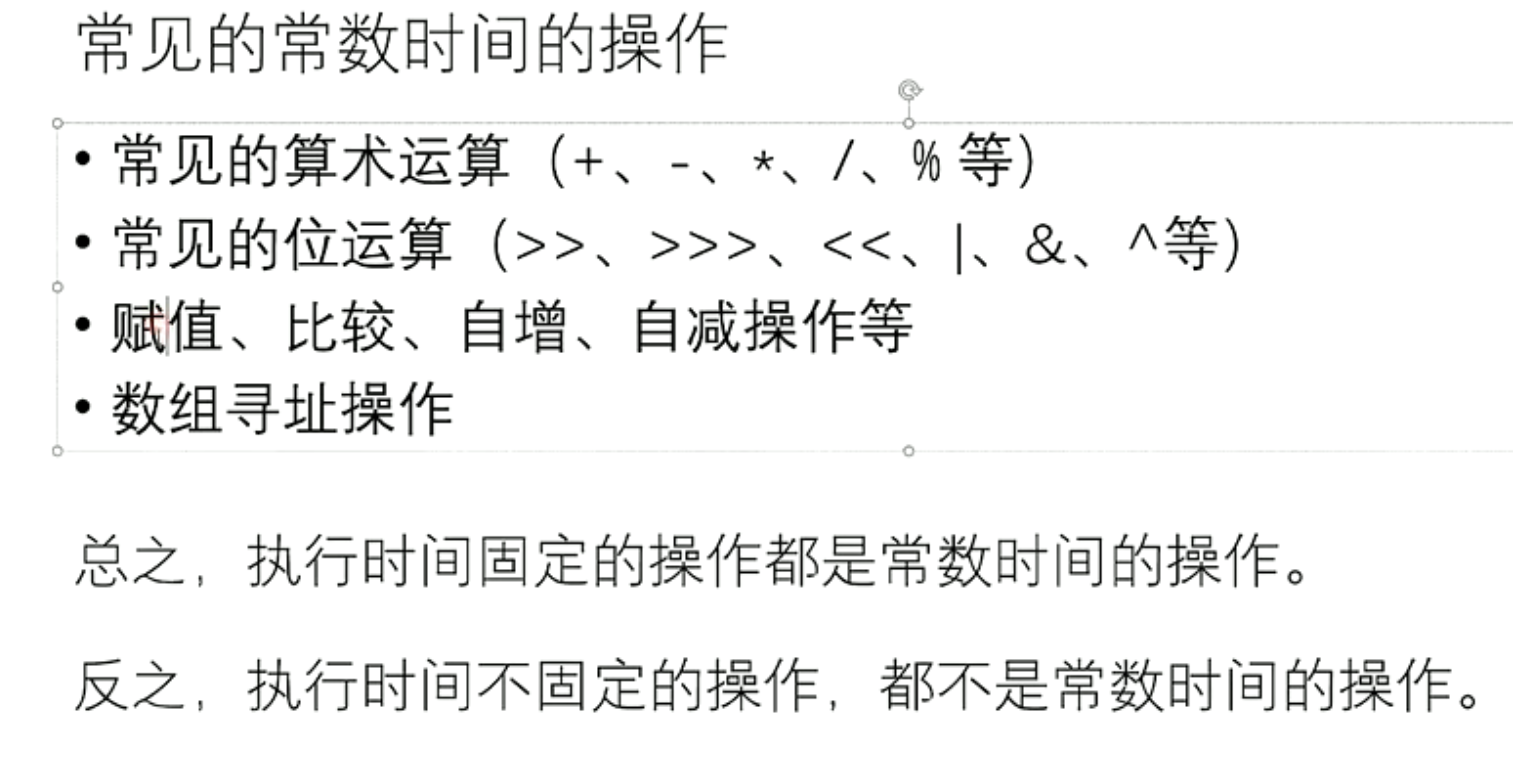 常见的常数时间的操作
• 常见的算术运算（+、-、*、/、% 等）
• 常见的位运算（>>、>>>、<<、|、&、^等）
• 赋值、比较、自增、自减操作等
• 数组寻址操作
总之，执行时间固定的操作都是常数时间的操作。
反之，执行时间不固定的操作，都不是常数时间的操作。